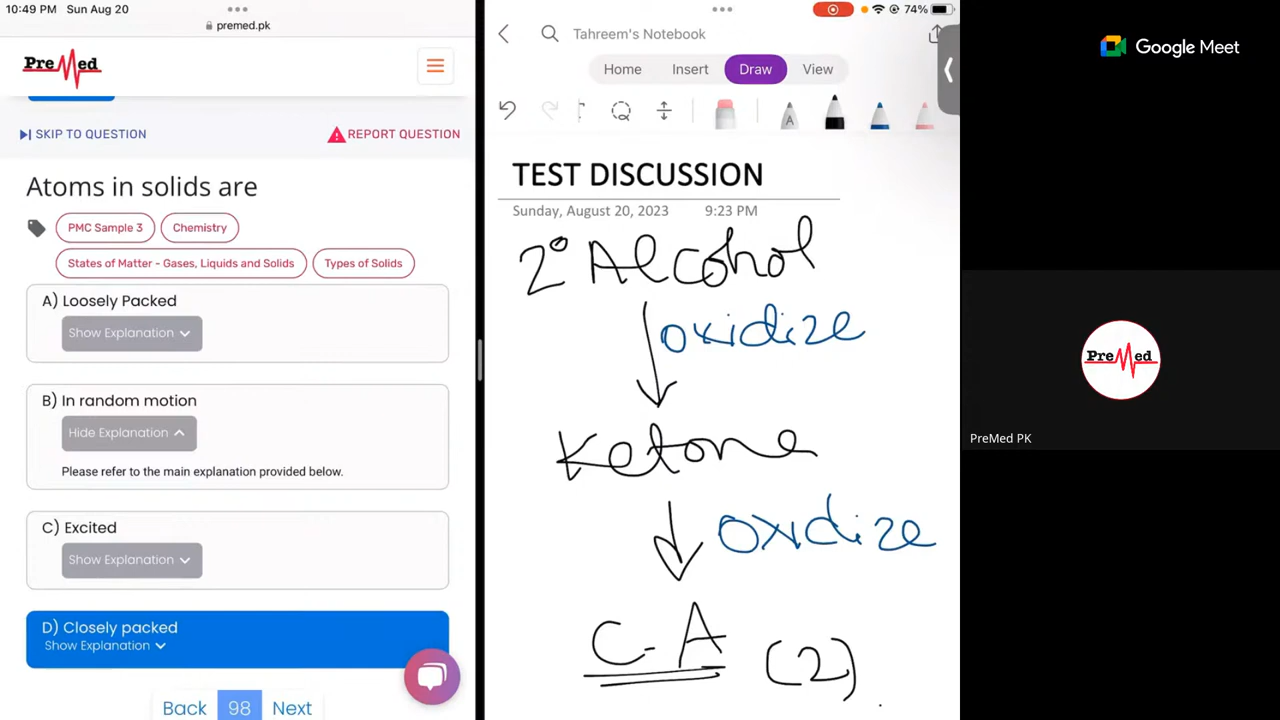 10:49 PM Sun Aug 20
premed.pk
PreMed
SKIP TO QUESTION
REPORT QUESTION
Atoms in solids are
PMC Sample 3
Chemistry
States of Matter - Gases, Liquids and Solids
Types of Solids
A) Loosely Packed
Show Explanation
B) In random motion
Hide Explanation
Please refer to the main explanation provided below.
C) Excited
Show Explanation
D) Closely packed
Show Explanation
Back 98 Next
74%
Tahreem's Notebook
Home Insert Draw View
A
TEST DISCUSSION
Sunday, August 20, 2023 9:23 PM
2° Alcohol
oxidize
Ketone
oxidize
C-A (2)
Google Meet
PreMed
PreMed PK